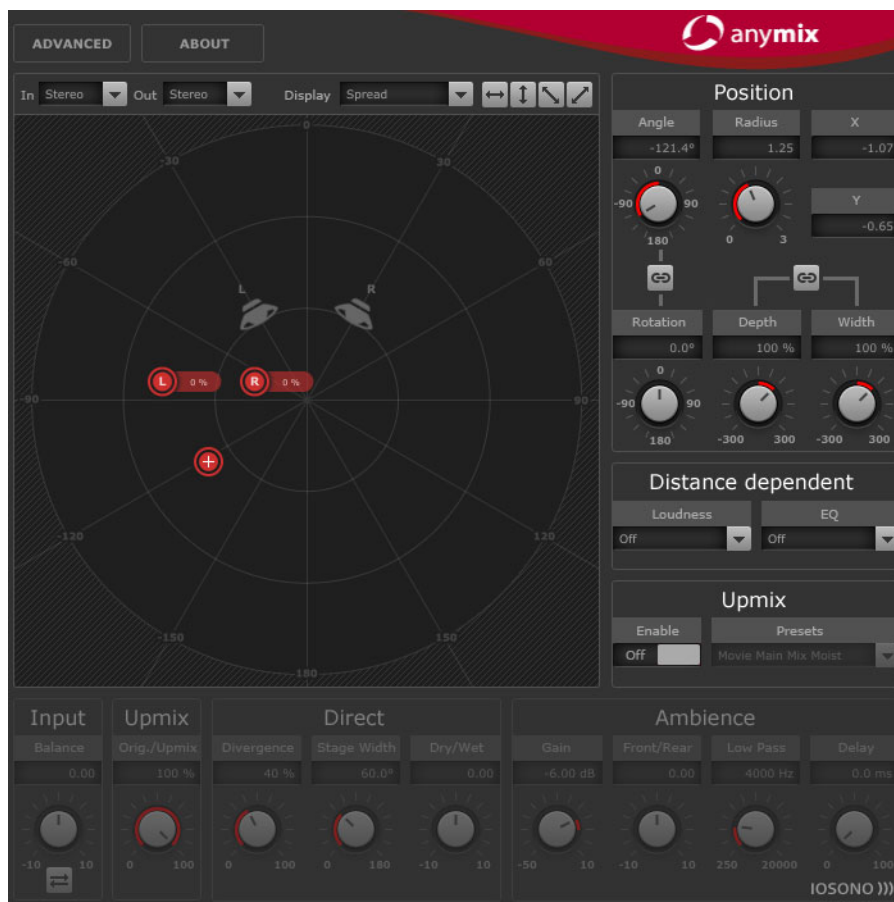 ADVANCED
ABOUT
anymix
In Stereo Out Stereo Display Spread
0
-30 30
-60 60
L R
L 0 % R 0 %
-90 90
-120 120
-150 150
-180
Position
Angle Radius X
-121.4º 1.25 -1.07
0
-90 90
Y
-0.65
180 0 3
Rotation Depth Width
0.0º 100 % 100 %
0
-90 90
180 -300 300 -300 300
Distance dependent
Loudness EQ
Off Off
Upmix
Enable Presets
Off Movie Main Mix Moist
Input Upmix Direct Ambience
Balance Orig./Upmix Divergence Stage Width Dry/Wet Gain Front/Rear Low Pass Delay
0.00 100 % 40 % 60.0º 0.00 -6.00 dB 0.00 4000 Hz 0.0 ms
-10 10 0 100 0 100 0 180 -10 10 -50 10 -10 10 250 20000 0 100
IOSONO )))